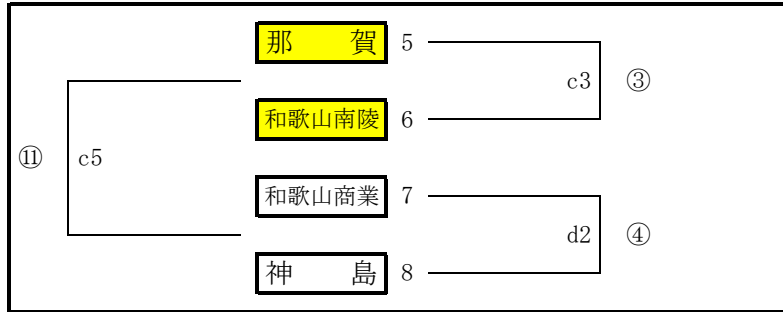 那 賀 5
c3 ③
和歌山南陵 6
⑪ c5
和歌山商業 7
d2 ④
神 島 8